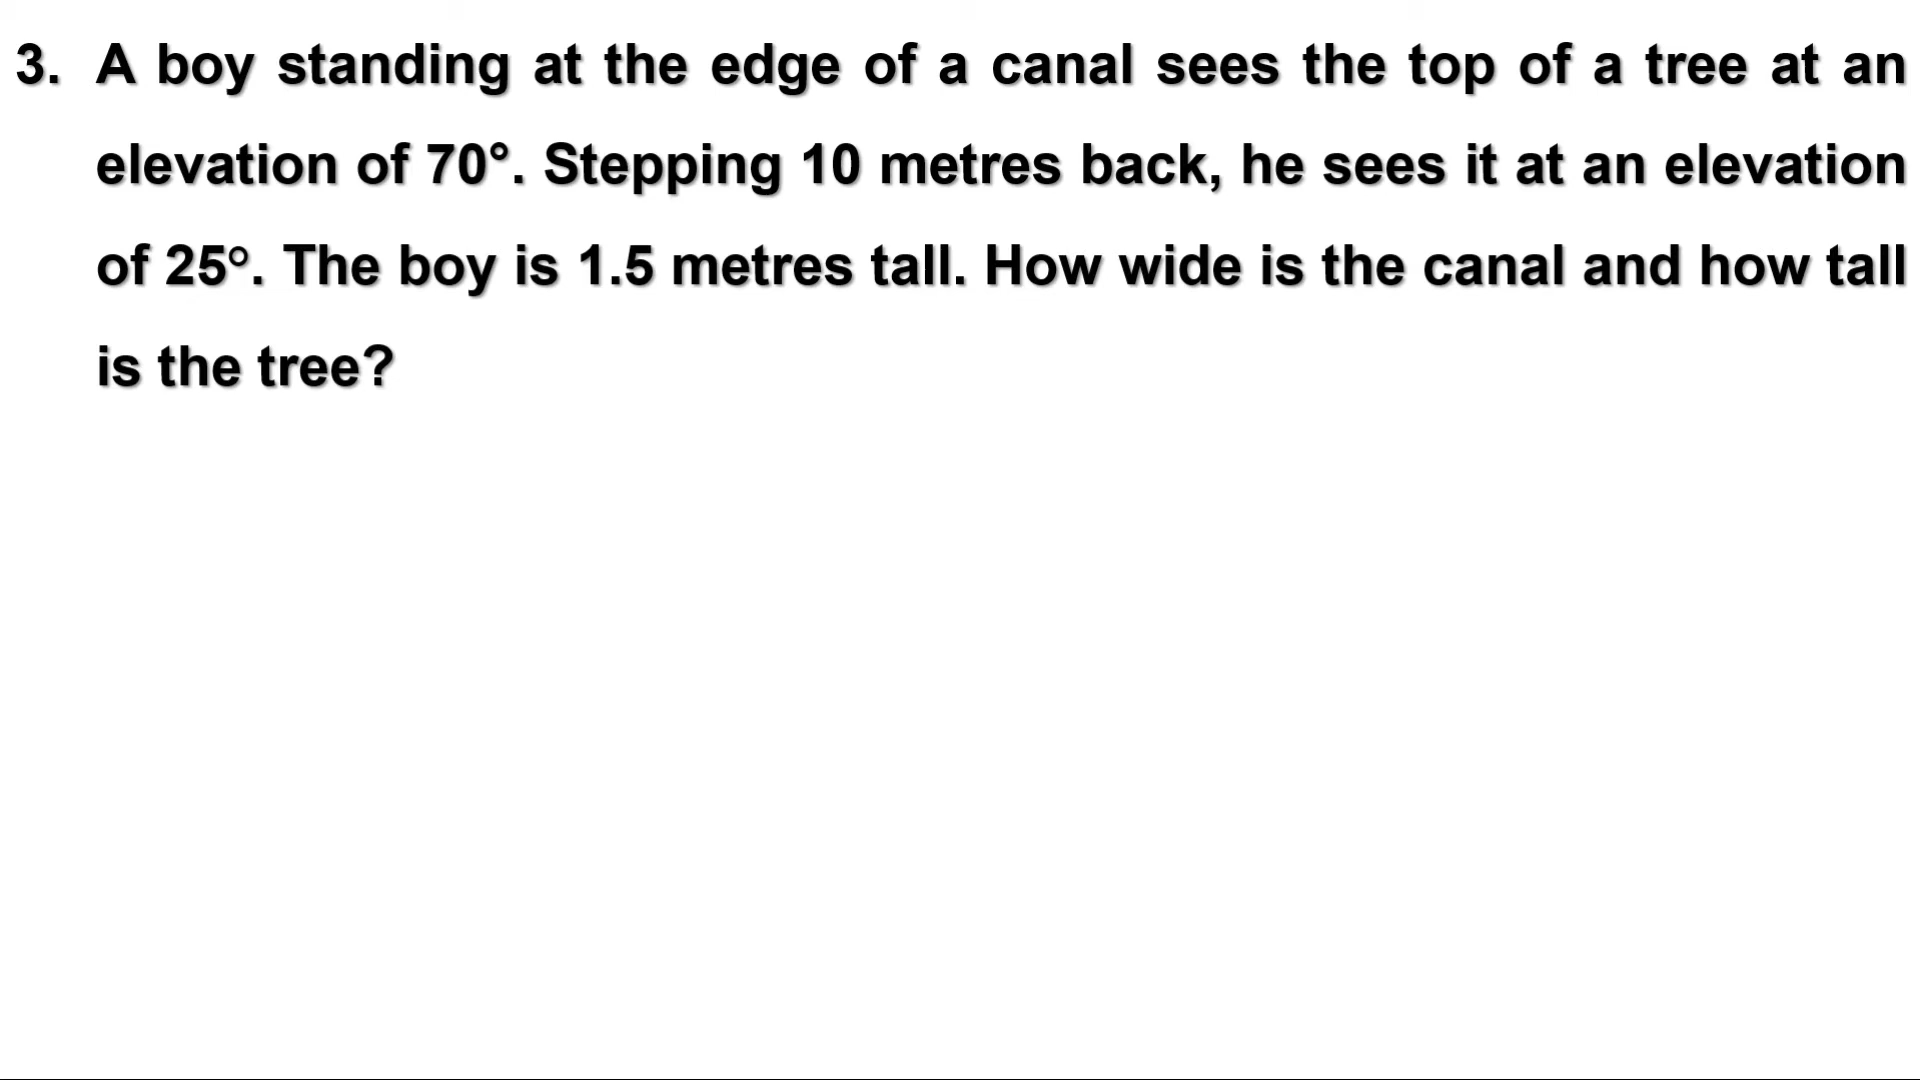 3. A boy standing at the edge of a canal sees the top of a tree at an
elevation of 70°. Stepping 10 metres back, he sees it at an elevation
of 25°. The boy is 1.5 metres tall. How wide is the canal and how tall
is the tree?